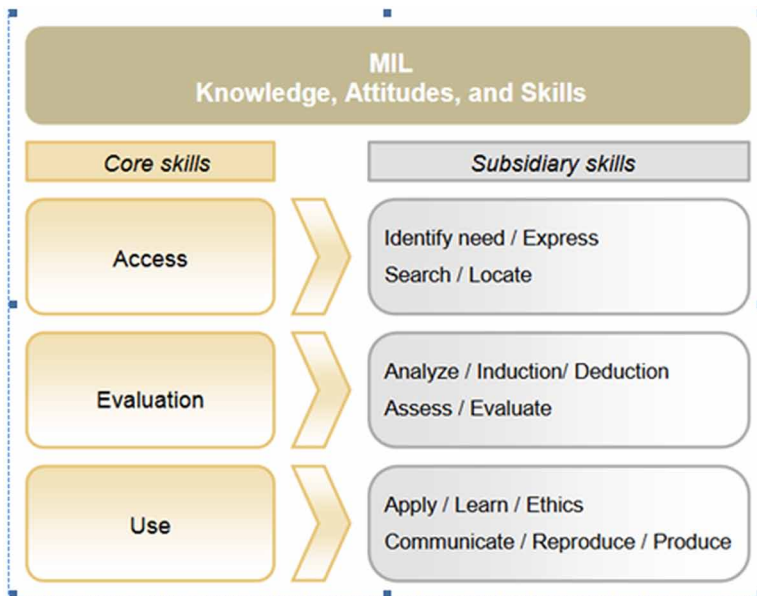 MIL
Knowledge, Attitudes, and Skills
Core skills
Subsidiary skills
Access
Identify need / Express
Search / Locate
Evaluation
Analyze / Induction/ Deduction
Assess / Evaluate
Use
Apply / Learn / Ethics
Communicate / Reproduce / Produce